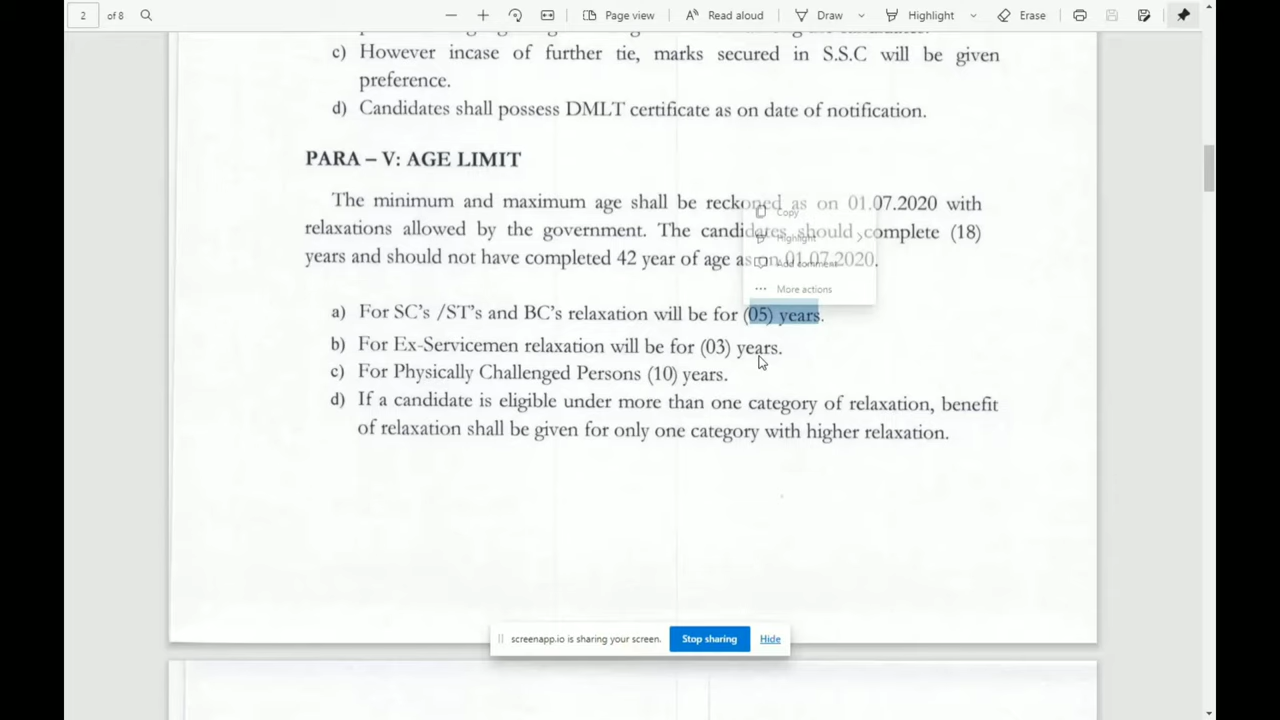 2 of 8
Page view
Read aloud
Draw
Highlight
Erase
c) However incase of further tie, marks secured in S.S.C will be given
preference.
d) Candidates shall possess DMLT certificate as on date of notification.
PARA – V: AGE LIMIT
The minimum and maximum age shall be reckoned as on 01.07.2020 with
relaxations allowed by the government. The candidates should complete (18)
years and should not have completed 42 year of age as on 01.07.2020.
Copy
Highlight
Add comment
More actions
a) For SC's /ST's and BC's relaxation will be for (05) years.
b) For Ex-Servicemen relaxation will be for (03) years.
c) For Physically Challenged Persons (10) years.
d) If a candidate is eligible under more than one category of relaxation, benefit
of relaxation shall be given for only one category with higher relaxation.
screenapp.io is sharing your screen.
Stop sharing
Hide